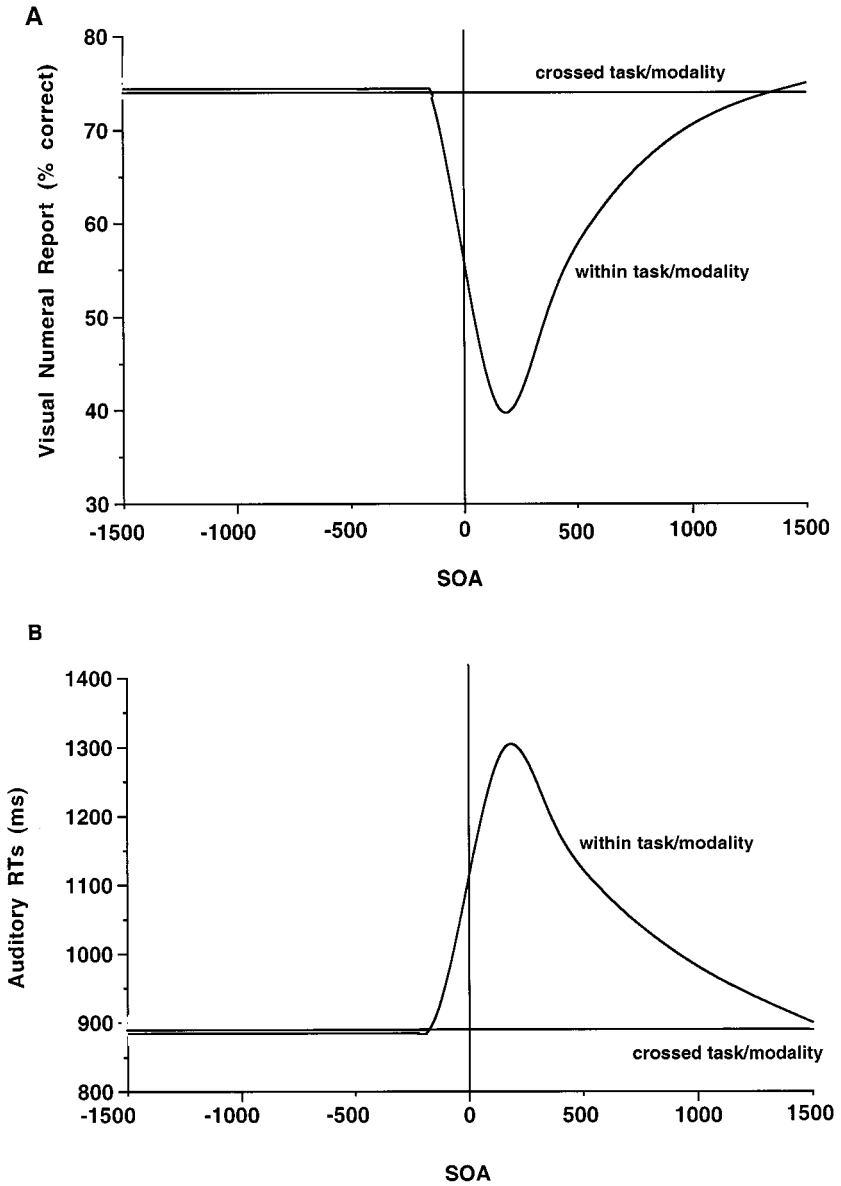 A
80
crossed task/modality
70
60
within task/modality
50
40
30
Visual Numeral Report (% correct)
-1500 -1000 -500 0 500 1000 1500
SOA
B
1400
1300
1200
within task/modality
1100
1000
900
crossed task/modality
800
Auditory RTs (ms)
-1500 -1000 -500 0 500 1000 1500
SOA